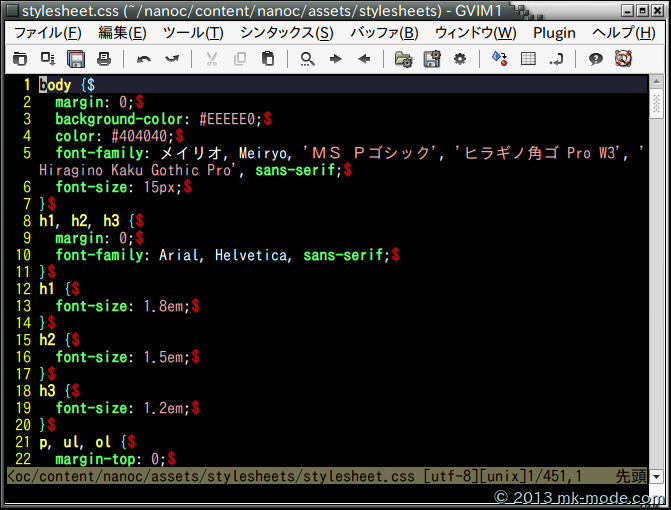 stylesheet.css (~/nanoc/content/nanoc/assets/stylesheets) - GVIM1
ファイル(F) 編集(E) ツール(T) シンタックス(S) バッファ(B) ウィンドウ(W) Plugin ヘルプ(H)
1 body {$
2   margin: 0;$
3   background-color: #EEEEE0;$
4   color: #404040;$
5   font-family: メイリオ, Meiryo, 'ＭＳ Ｐゴシック', 'ヒラギノ角ゴ Pro W3', '
Hiragino Kaku Gothic Pro', sans-serif;$
6   font-size: 15px;$
7 }$
8 h1, h2, h3 {$
9   margin: 0;$
10   font-family: Arial, Helvetica, sans-serif;$
11 }$
12 h1 {$
13   font-size: 1.8em;$
14 }$
15 h2 {$
16   font-size: 1.5em;$
17 }$
18 h3 {$
19   font-size: 1.2em;$
20 }$
21 p, ul, ol {$
22   margin-top: 0;$
<oc/content/nanoc/assets/stylesheets/stylesheet.css [utf-8][unix]1/451,1 先頭
© 2013 mk-mode.com